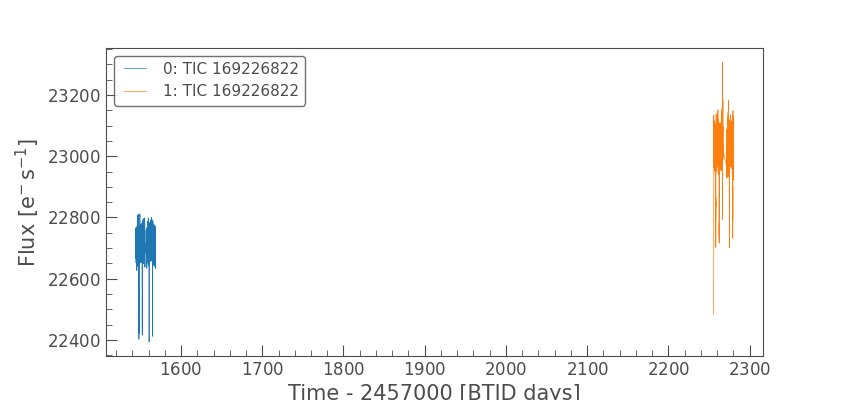 0: TIC 169226822
1: TIC 169226822
23200
23000
22800
22600
22400
Flux [e⁻ s⁻¹]
1600 1700 1800 1900 2000 2100 2200 2300
Time - 2457000 [BTJD days]